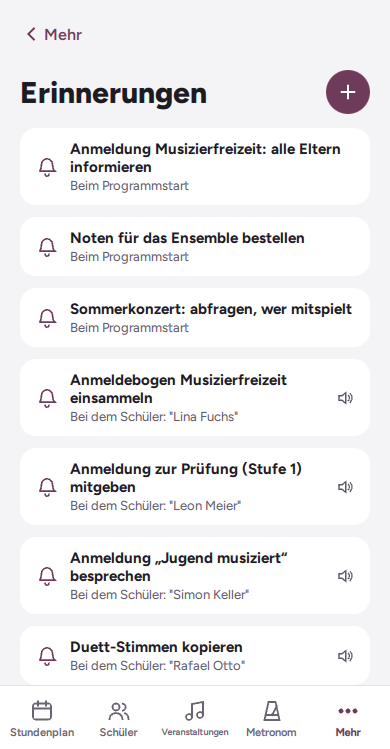 Mehr
Erinnerungen
Anmeldung Musizierfreizeit: alle Eltern
informieren
Beim Programmstart
Noten für das Ensemble bestellen
Beim Programmstart
Sommerkonzert: abfragen, wer mitspielt
Beim Programmstart
Anmeldebogen Musizierfreizeit
einsammeln
Bei dem Schüler: "Lina Fuchs"
Anmeldung zur Prüfung (Stufe 1)
mitgeben
Bei dem Schüler: "Leon Meier"
Anmeldung „Jugend musiziert“
besprechen
Bei dem Schüler: "Simon Keller"
Duett-Stimmen kopieren
Bei dem Schüler: "Rafael Otto"
Stundenplan
Schüler
Veranstaltungen
Metronom
Mehr